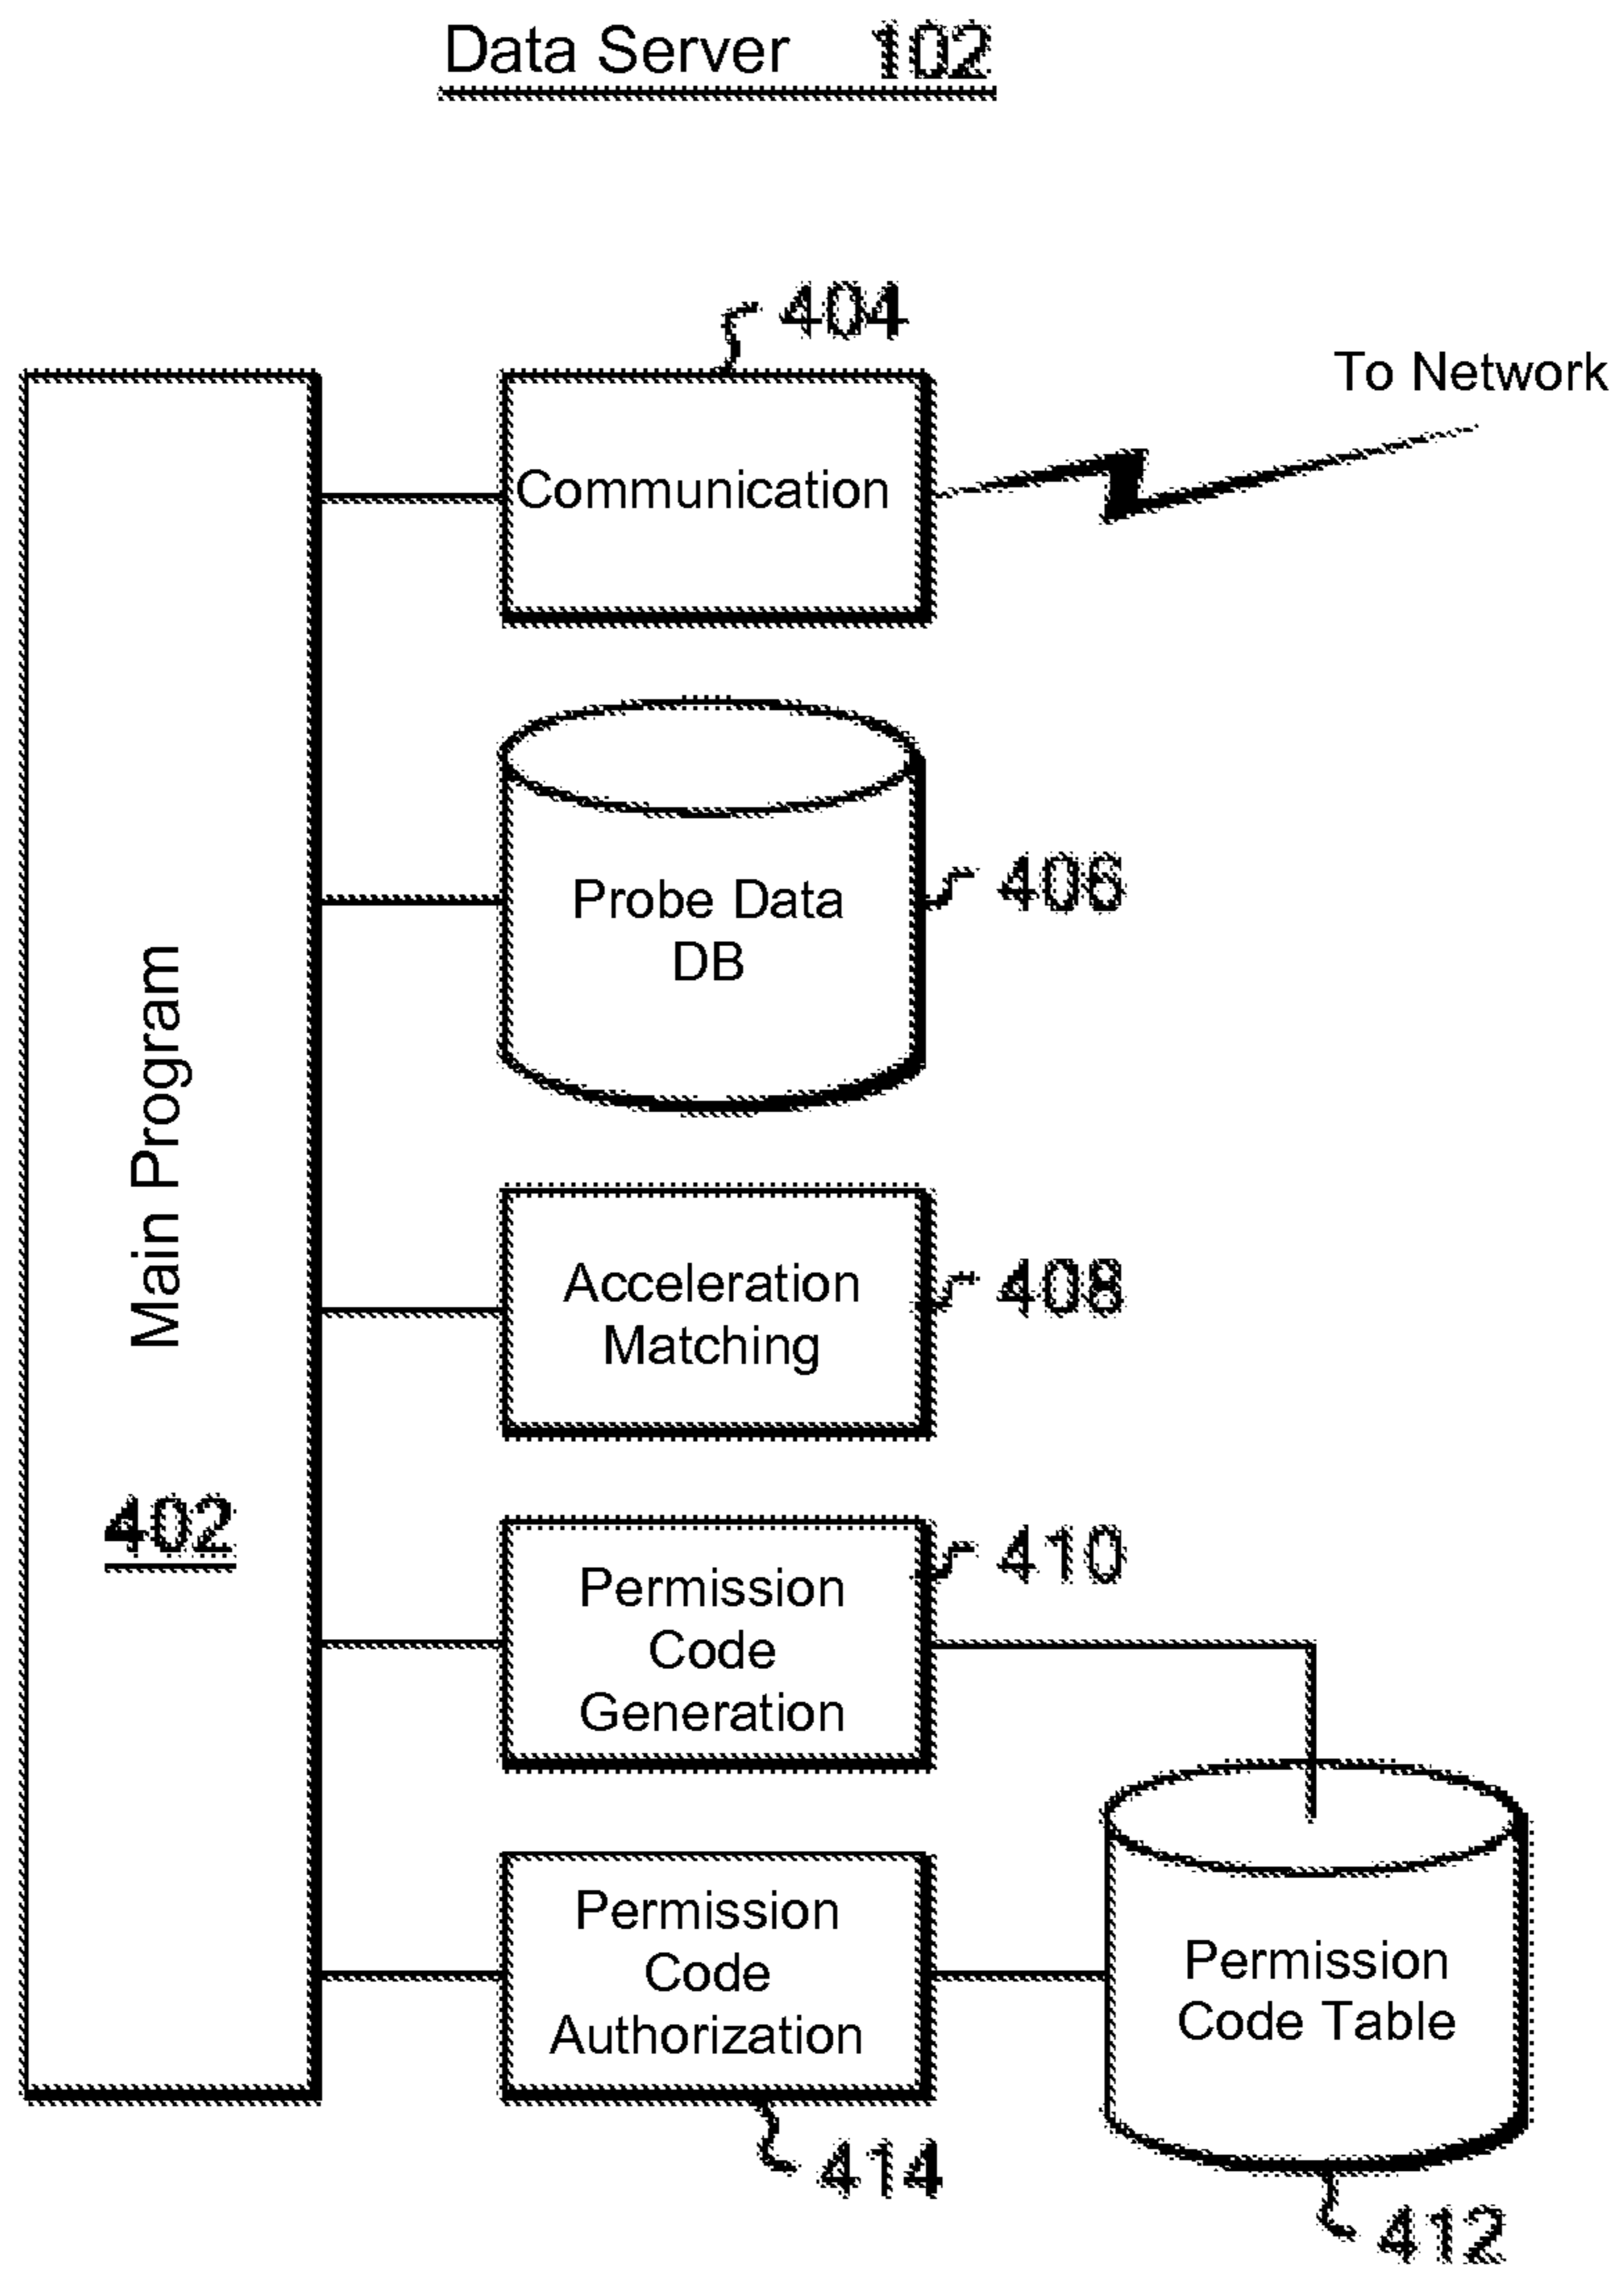 Data Server 102
404
To Network
Communication
Probe Data
DB
406
Main Program
402
Acceleration
Matching
408
Permission
Code
Generation
410
Permission
Code
Authorization
414
Permission
Code Table
412